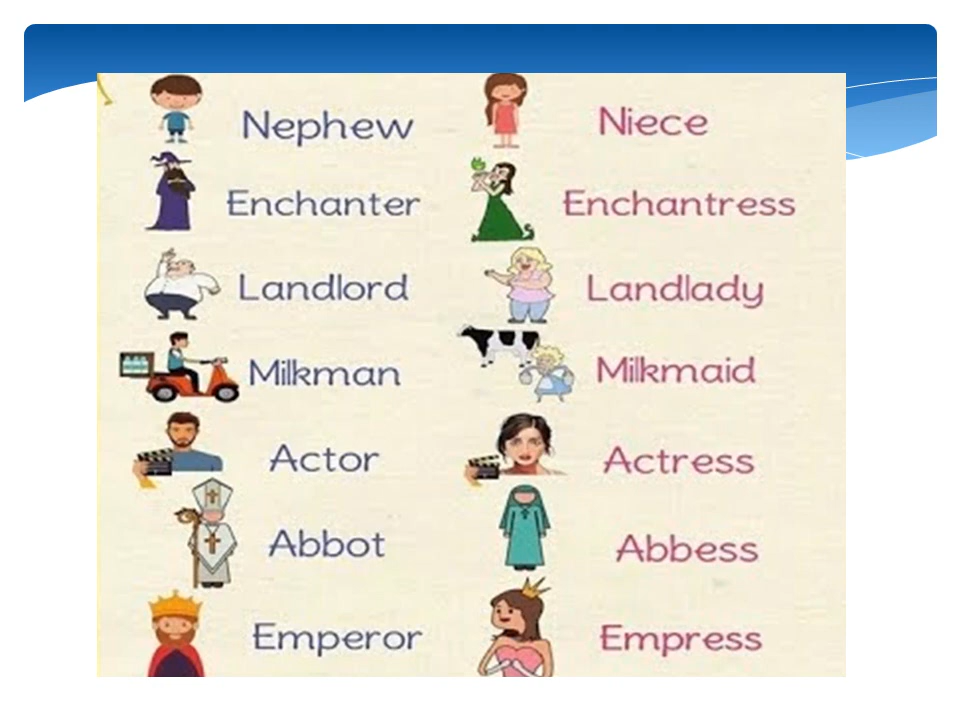 Nephew Niece
Enchanter Enchantress
Landlord Landlady
Milkman Milkmaid
Actor Actress
Abbot Abbess
Emperor Empress